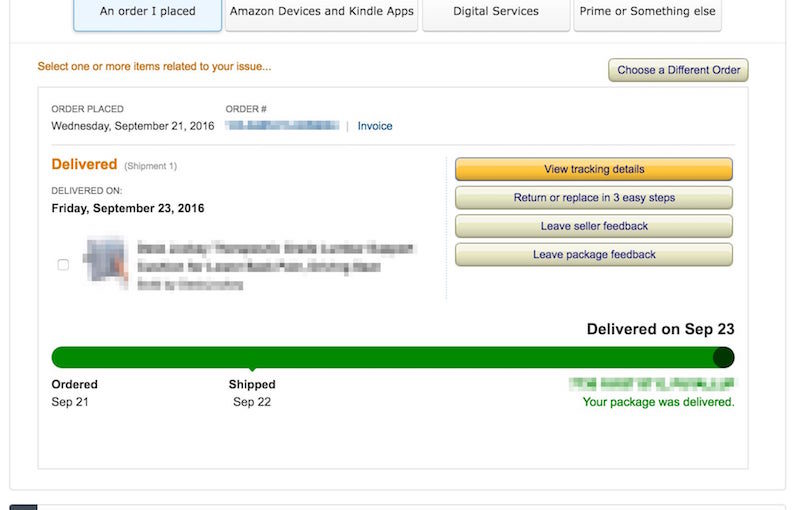 An order I placed
Amazon Devices and Kindle Apps
Digital Services
Prime or Something else
Select one or more items related to your issue...
Choose a Different Order
ORDER PLACED
ORDER #
Wednesday, September 21, 2016
| Invoice
Delivered (Shipment 1)
DELIVERED ON:
Friday, September 23, 2016
View tracking details
Return or replace in 3 easy steps
Leave seller feedback
Leave package feedback
Delivered on Sep 23
Ordered
Sep 21
Shipped
Sep 22
Your package was delivered.